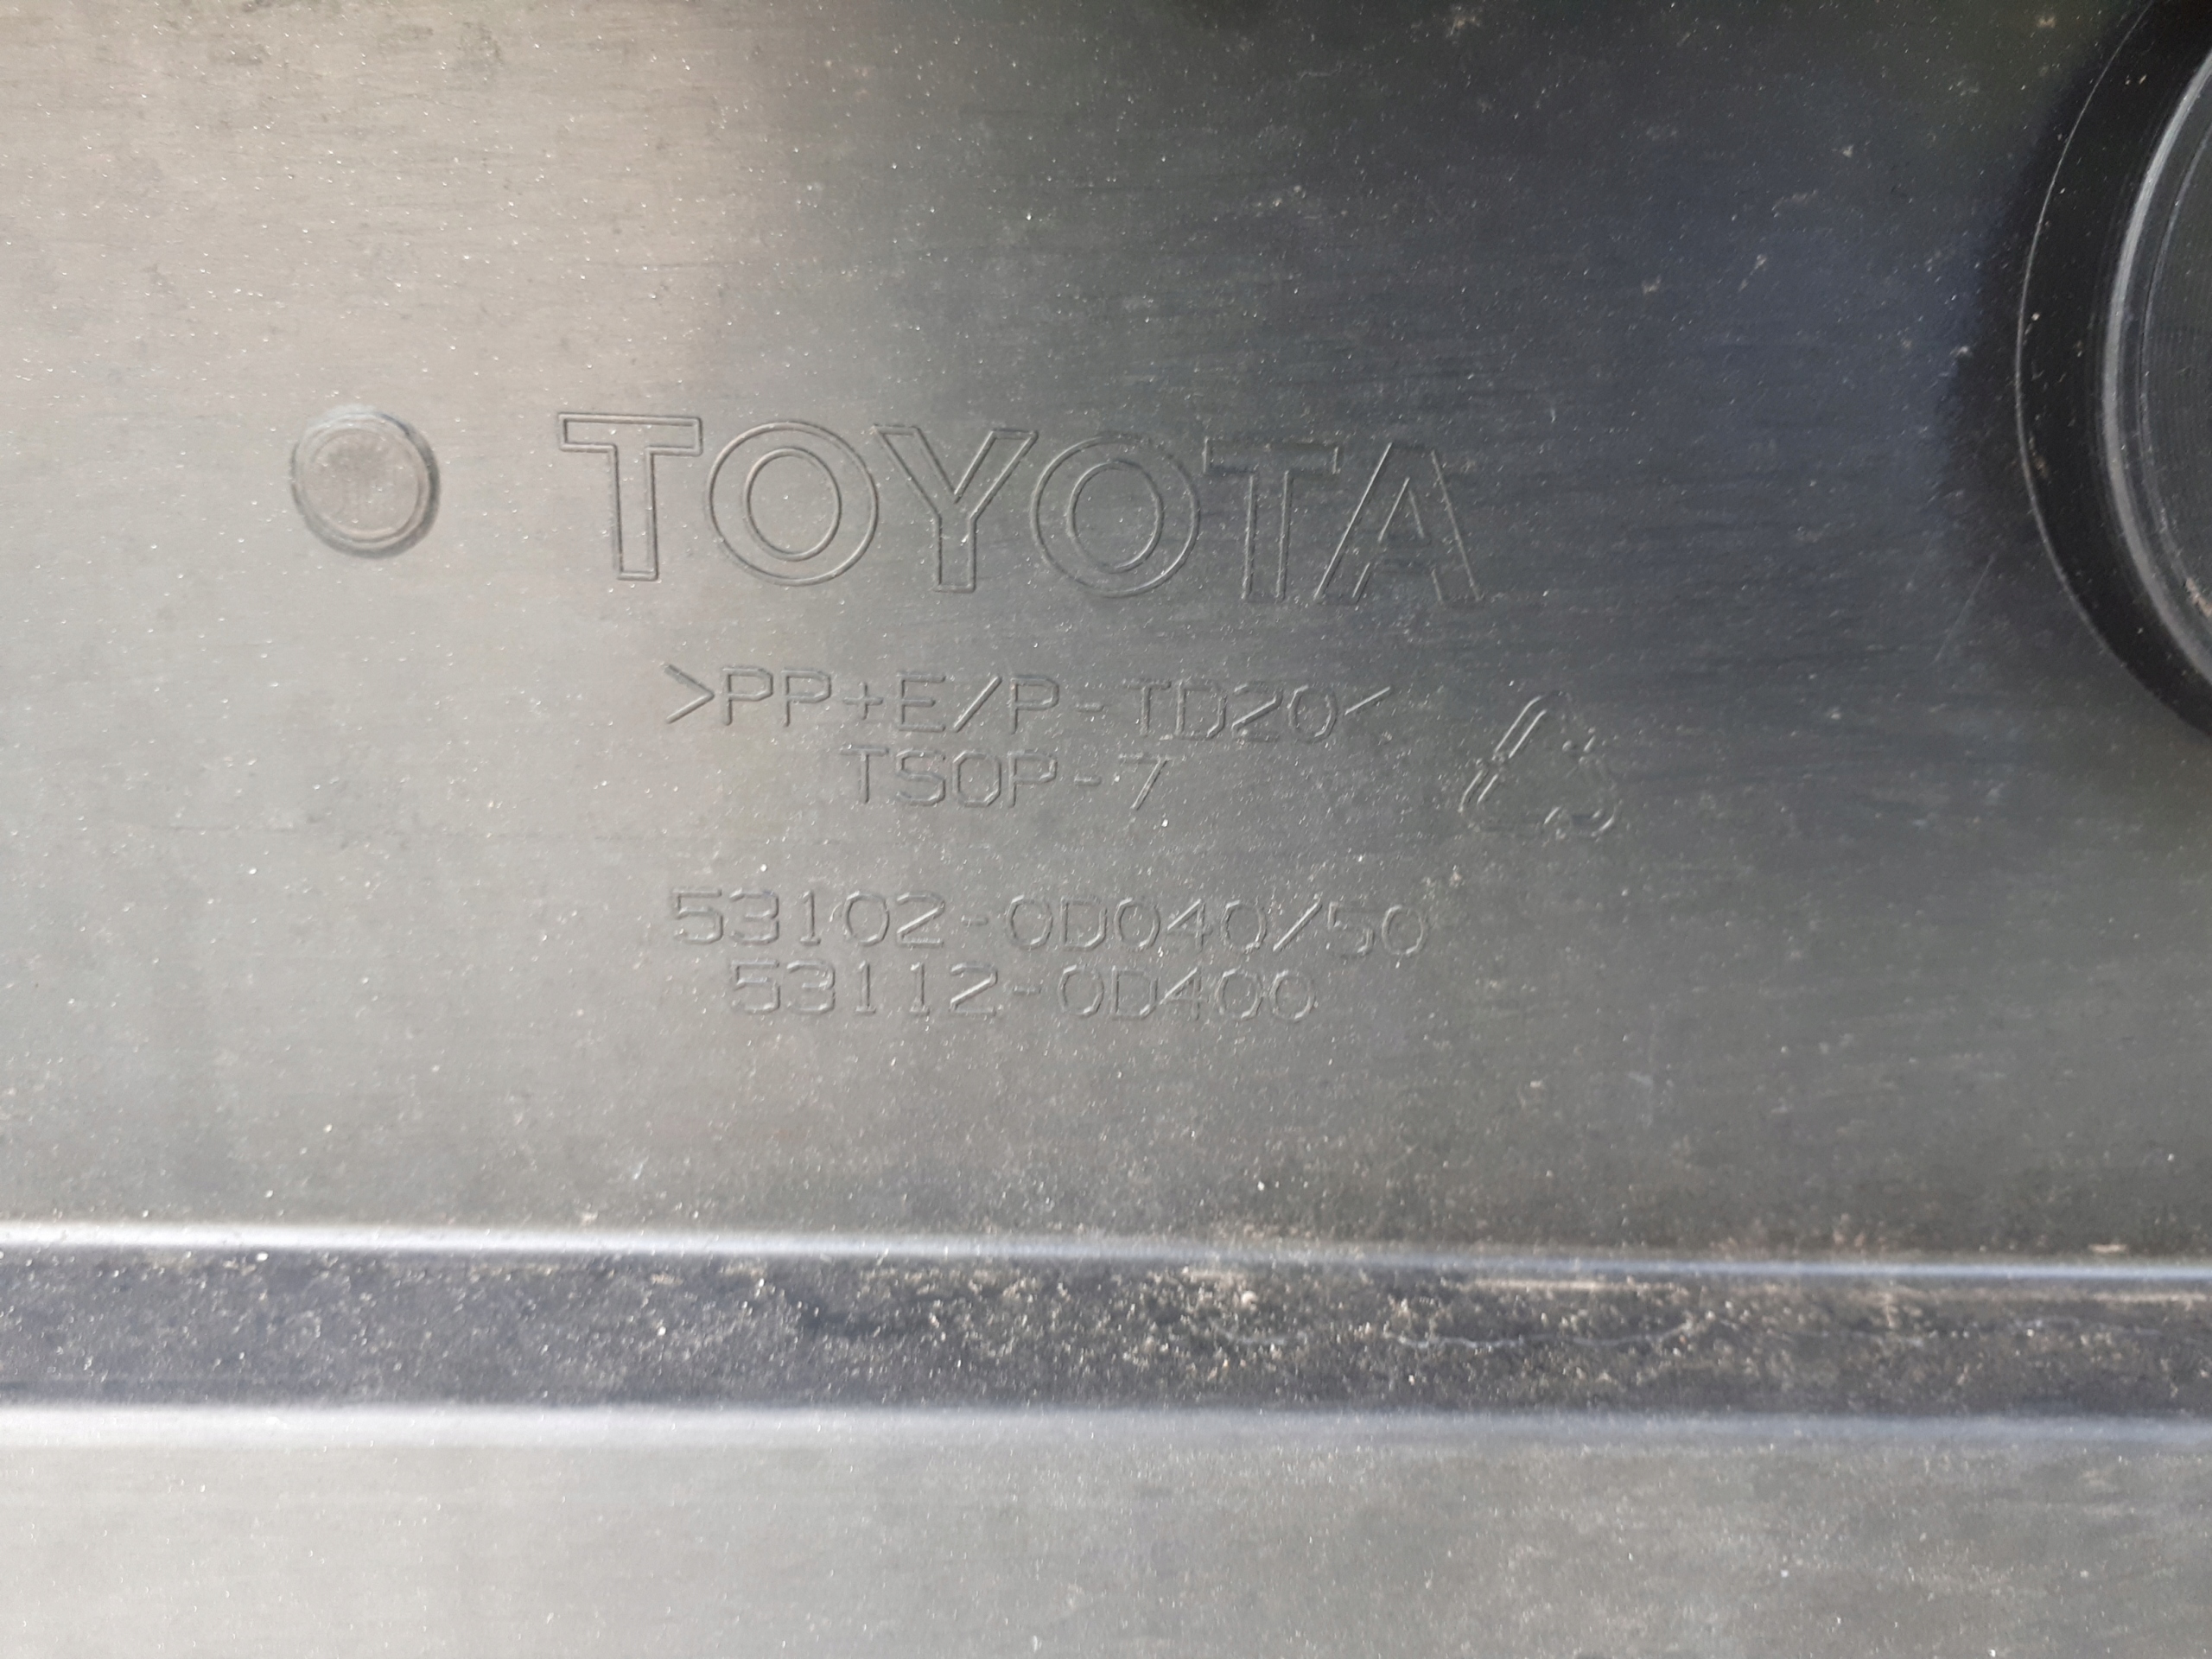 TOYOTA
>PP+E/P-TD20<
TSOP-7
53102-0D040/50
53112-0D400